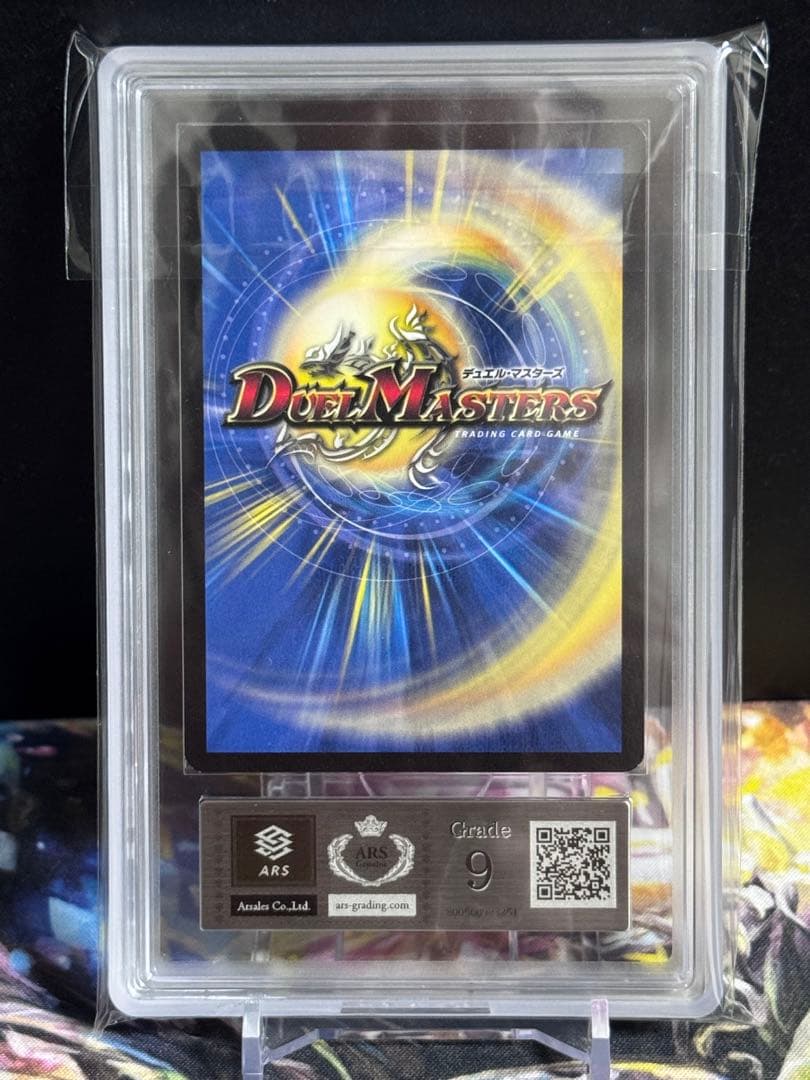 デュエル・マスターズ
DUEL MASTERS
TRADING CARD GAME
ARS
Arsales Co.,Ltd.
ARS
Genuine
ars-grading.com
Grade
9